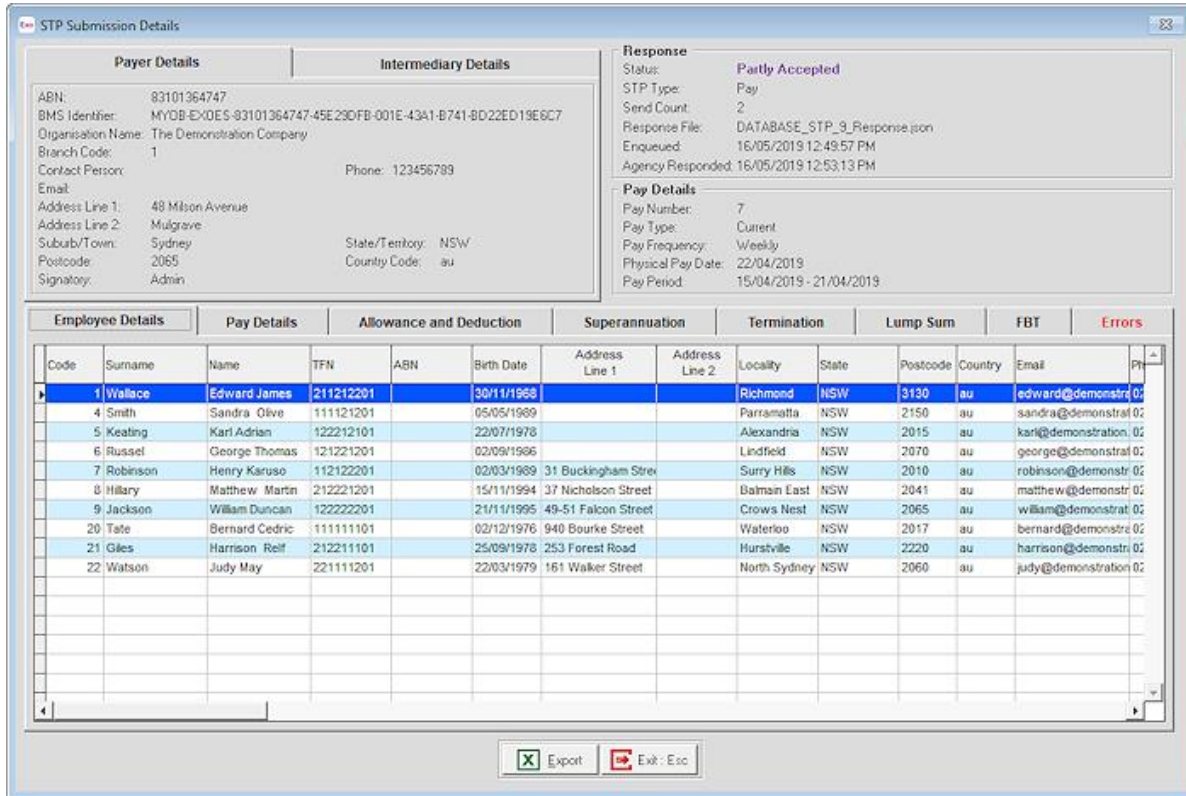 Exo STP Submission Details
Payer Details Intermediary Details
ABN: 83101364747
BMS Identifier: MYOB-EXOES-83101364747-45E29DFB-001E-43A1-B741-BD22ED19E6C7
Organisation Name: The Demonstration Company
Branch Code: 1
Contact Person: Phone: 123456789
Email:
Address Line 1: 48 Milson Avenue
Address Line 2: Mulgrave
Suburb/Town: Sydney State/Territory: NSW
Postcode: 2065 Country Code: au
Signatory: Admin
Response
Status: Partly Accepted
STP Type: Pay
Send Count: 2
Response File: DATABASE_STP_9_Response.json
Enqueued: 16/05/2019 12:49:57 PM
Agency Responded: 16/05/2019 12:53:13 PM
Pay Details
Pay Number: 7
Pay Type: Current
Pay Frequency: Weekly
Physical Pay Date: 22/04/2019
Pay Period: 15/04/2019 - 21/04/2019
Employee Details Pay Details Allowance and Deduction Superannuation Termination Lump Sum FBT Errors
Code Surname Name TFN ABN Birth Date Address Line 1 Address Line 2 Locality State Postcode Country Email Ph
1 Wallace Edward James 211212201 30/11/1968 Richmond NSW 3130 au edward@demonstra 02
4 Smith Sandra Olive 111121201 05/05/1989 Parramatta NSW 2150 au sandra@demonstrat 02
5 Keating Karl Adrian 122212101 22/07/1978 Alexandria NSW 2015 au karl@demonstration. 02
6 Russel George Thomas 121221201 02/09/1986 Lindfield NSW 2070 au george@demonstrat 02
7 Robinson Henry Karuso 112122201 02/03/1989 31 Buckingham Stree Surry Hills NSW 2010 au robinson@demonstr 02
8 Hillary Matthew Martin 212221201 15/11/1994 37 Nicholson Street Balmain East NSW 2041 au matthew@demonstr 02
9 Jackson William Duncan 122222201 21/11/1995 49-51 Falcon Street Crows Nest NSW 2065 au william@demonstrat 02
20 Tate Bernard Cedric 111111101 02/12/1976 940 Bourke Street Waterloo NSW 2017 au bernard@demonstra 02
21 Giles Harrison Relf 212211101 25/09/1978 253 Forest Road Hurstville NSW 2220 au harrison@demonstra 02
22 Watson Judy May 221111201 22/03/1979 161 Walker Street North Sydney NSW 2060 au judy@demonstration 02
Export Exit : Esc